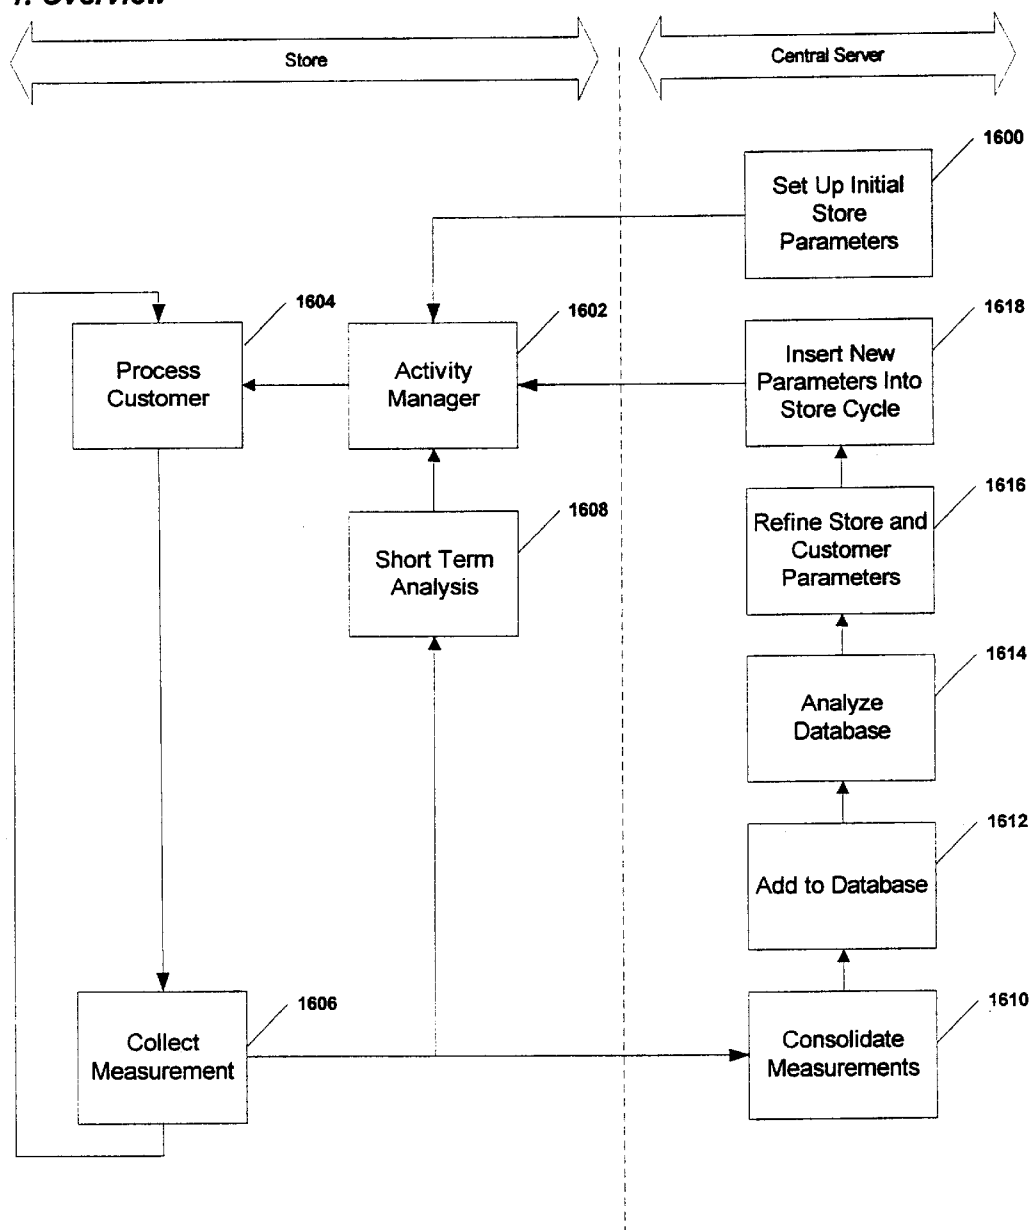 1. Overview
Store
Central Server
1600
Set Up Initial
Store
Parameters
1604
1602
1618
Process
Customer
Activity
Manager
Insert New
Parameters Into
Store Cycle
1608
1616
Short Term
Analysis
Refine Store and
Customer
Parameters
1614
Analyze
Database
1612
Add to Database
1606
1610
Collect
Measurement
Consolidate
Measurements